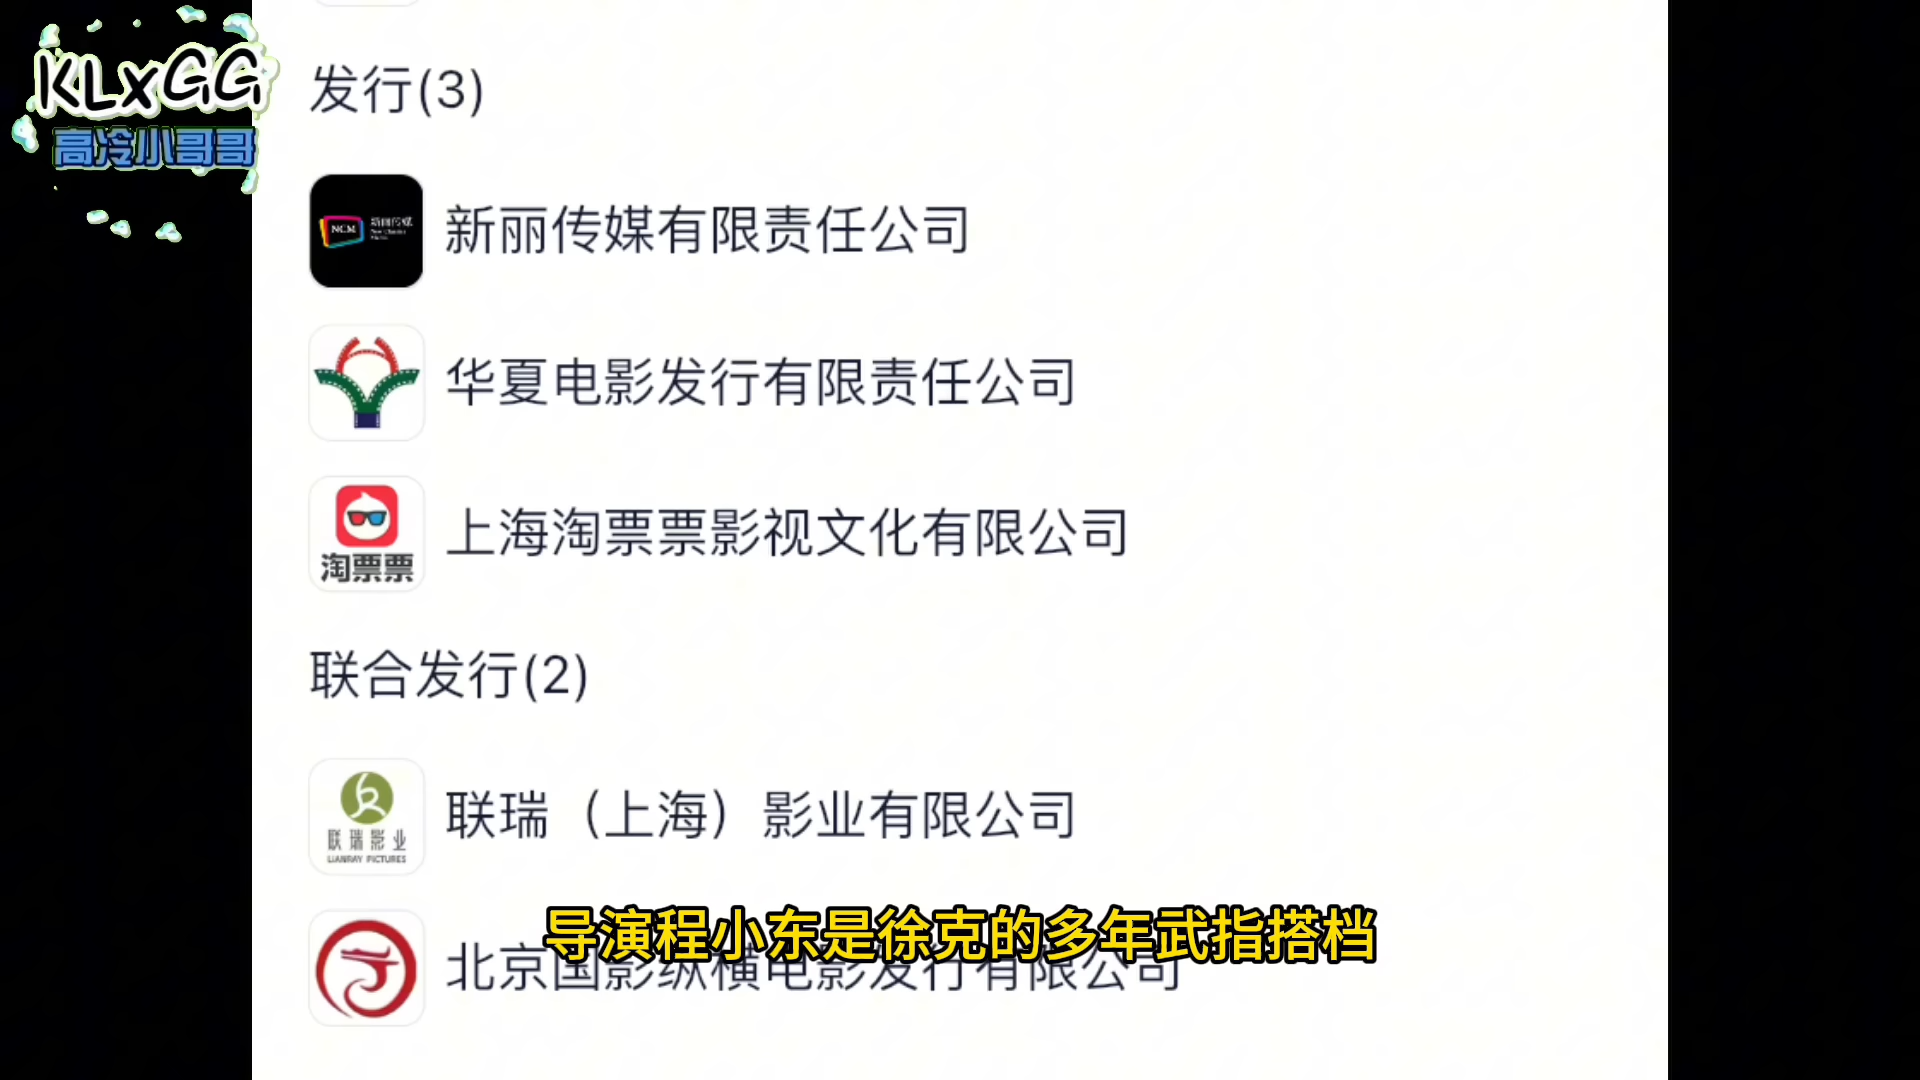 KLxGG
高冷小哥哥
发行(3)
NCM 新丽传媒
新丽传媒有限责任公司
华夏电影发行有限责任公司
淘票票
上海淘票票影视文化有限公司
联合发行(2)
联瑞影业
LIANRAY PICTURES
联瑞（上海）影业有限公司
导演程小东是徐克的多年武指搭档
北京国影纵横电影发行有限公司